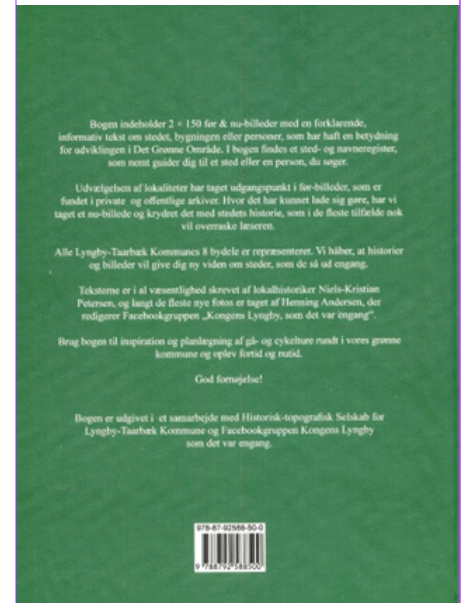 Bogen indeholder 2 × 150 før & nu-billeder med en forklarende,
informativ tekst om stedet, bygningen eller personer, som har haft en betydning
for udviklingen i Det Grønne Område. I bogen findes et sted- og navneregister,
som nemt guider dig til et sted eller en person, du søger.
Udvælgelsen af lokaliteter har taget udgangspunkt i før-billeder, som er
fundet i private og offentlige arkiver. Hvor det har kunnet lade sig gøre, har vi
taget et nu-billede og krydret det med stedets historie, som i de fleste tilfælde nok
vil overraske læseren.
Alle Lyngby-Taarbæk Kommunes 8 bydele er repræsenteret. Vi håber, at historier
og billeder vil give dig ny viden om steder, som de så ud engang.
Teksterne er i al væsentlighed skrevet af lokalhistoriker Niels-Kristian
Petersen, og langt de fleste nye fotos er taget af Henning Andersen, der
redigerer Facebookgruppen „Kongens Lyngby, som det var engang“.
Brug bogen til inspiration og planlægning af gå- og cykelture rundt i vores grønne
kommune og oplev fortid og nutid.
God fornøjelse!
Bogen er udgivet i et samarbejde med Historisk-topografisk Selskab for
Lyngby-Taarbæk Kommune og Facebookgruppen Kongens Lyngby
som det var engang.
978-87-92588-50-0
9 788792 588500